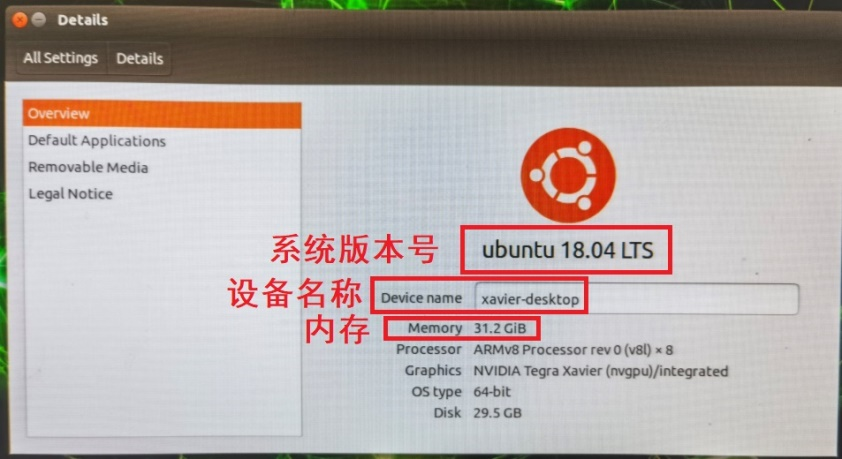 Details
All Settings Details
Overview
Default Applications
Removable Media
Legal Notice
系统版本号 ubuntu 18.04 LTS
设备名称 Device name xavier-desktop
内存 Memory 31.2 GiB
Processor ARMv8 Processor rev 0 (v8l) × 8
Graphics NVIDIA Tegra Xavier (nvgpu)/integrated
OS type 64-bit
Disk 29.5 GB